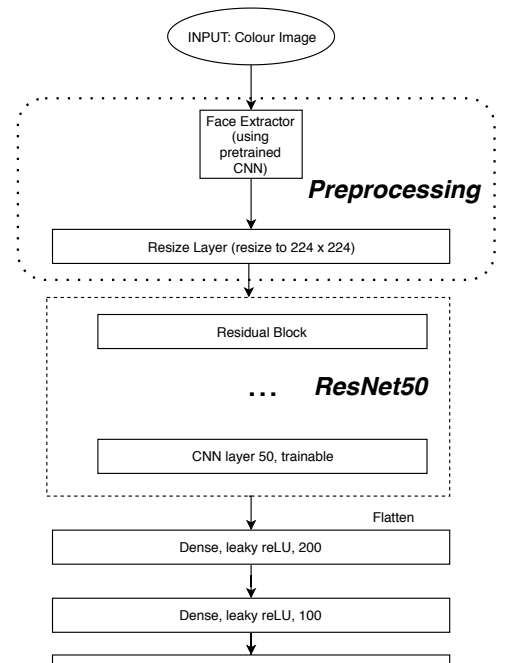 INPUT: Colour Image
Face Extractor
(using
pretrained
CNN)
Preprocessing
Resize Layer (resize to 224 x 224)
Residual Block
... ResNet50
CNN layer 50, trainable
Flatten
Dense, leaky reLU, 200
Dense, leaky reLU, 100